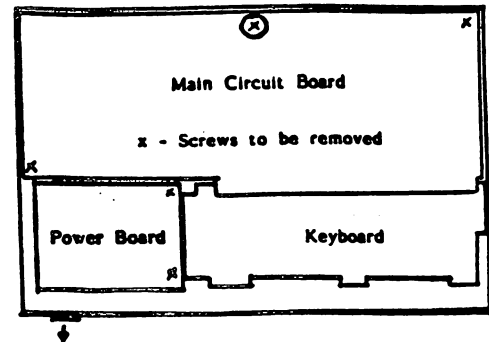 x
x
Main Circuit Board
x - Screws to be removed
x
x
Power Board
Keyboard
x